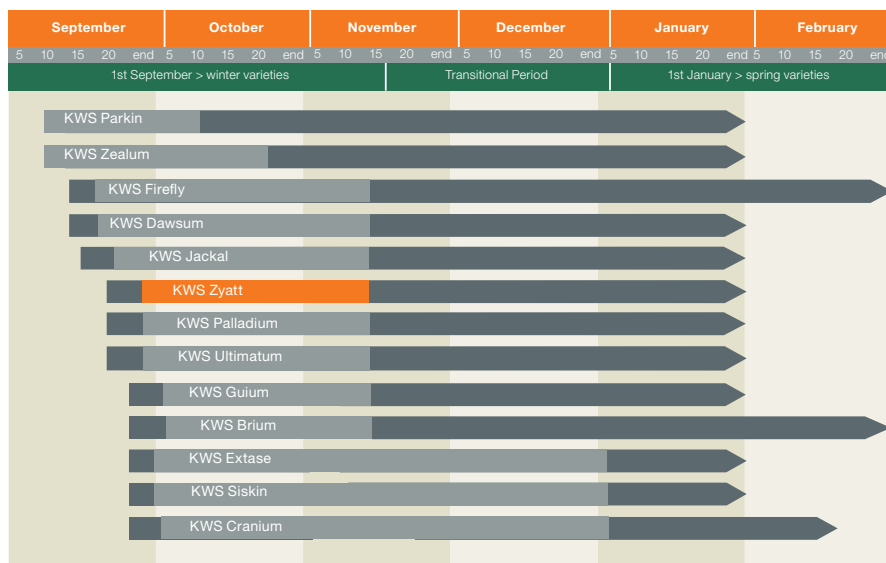 September October November December January February
5 10 15 20 end 5 10 15 20 end 5 10 15 20 end 5 10 15 20 end 5 10 15 20 end 5 10 15 20 end
1st September > winter varieties Transitional Period 1st January > spring varieties
KWS Parkin
KWS Zealum
KWS Firefly
KWS Dawsum
KWS Jackal
KWS Zyatt
KWS Palladium
KWS Ultimatum
KWS Guium
KWS Brium
KWS Extase
KWS Siskin
KWS Cranium